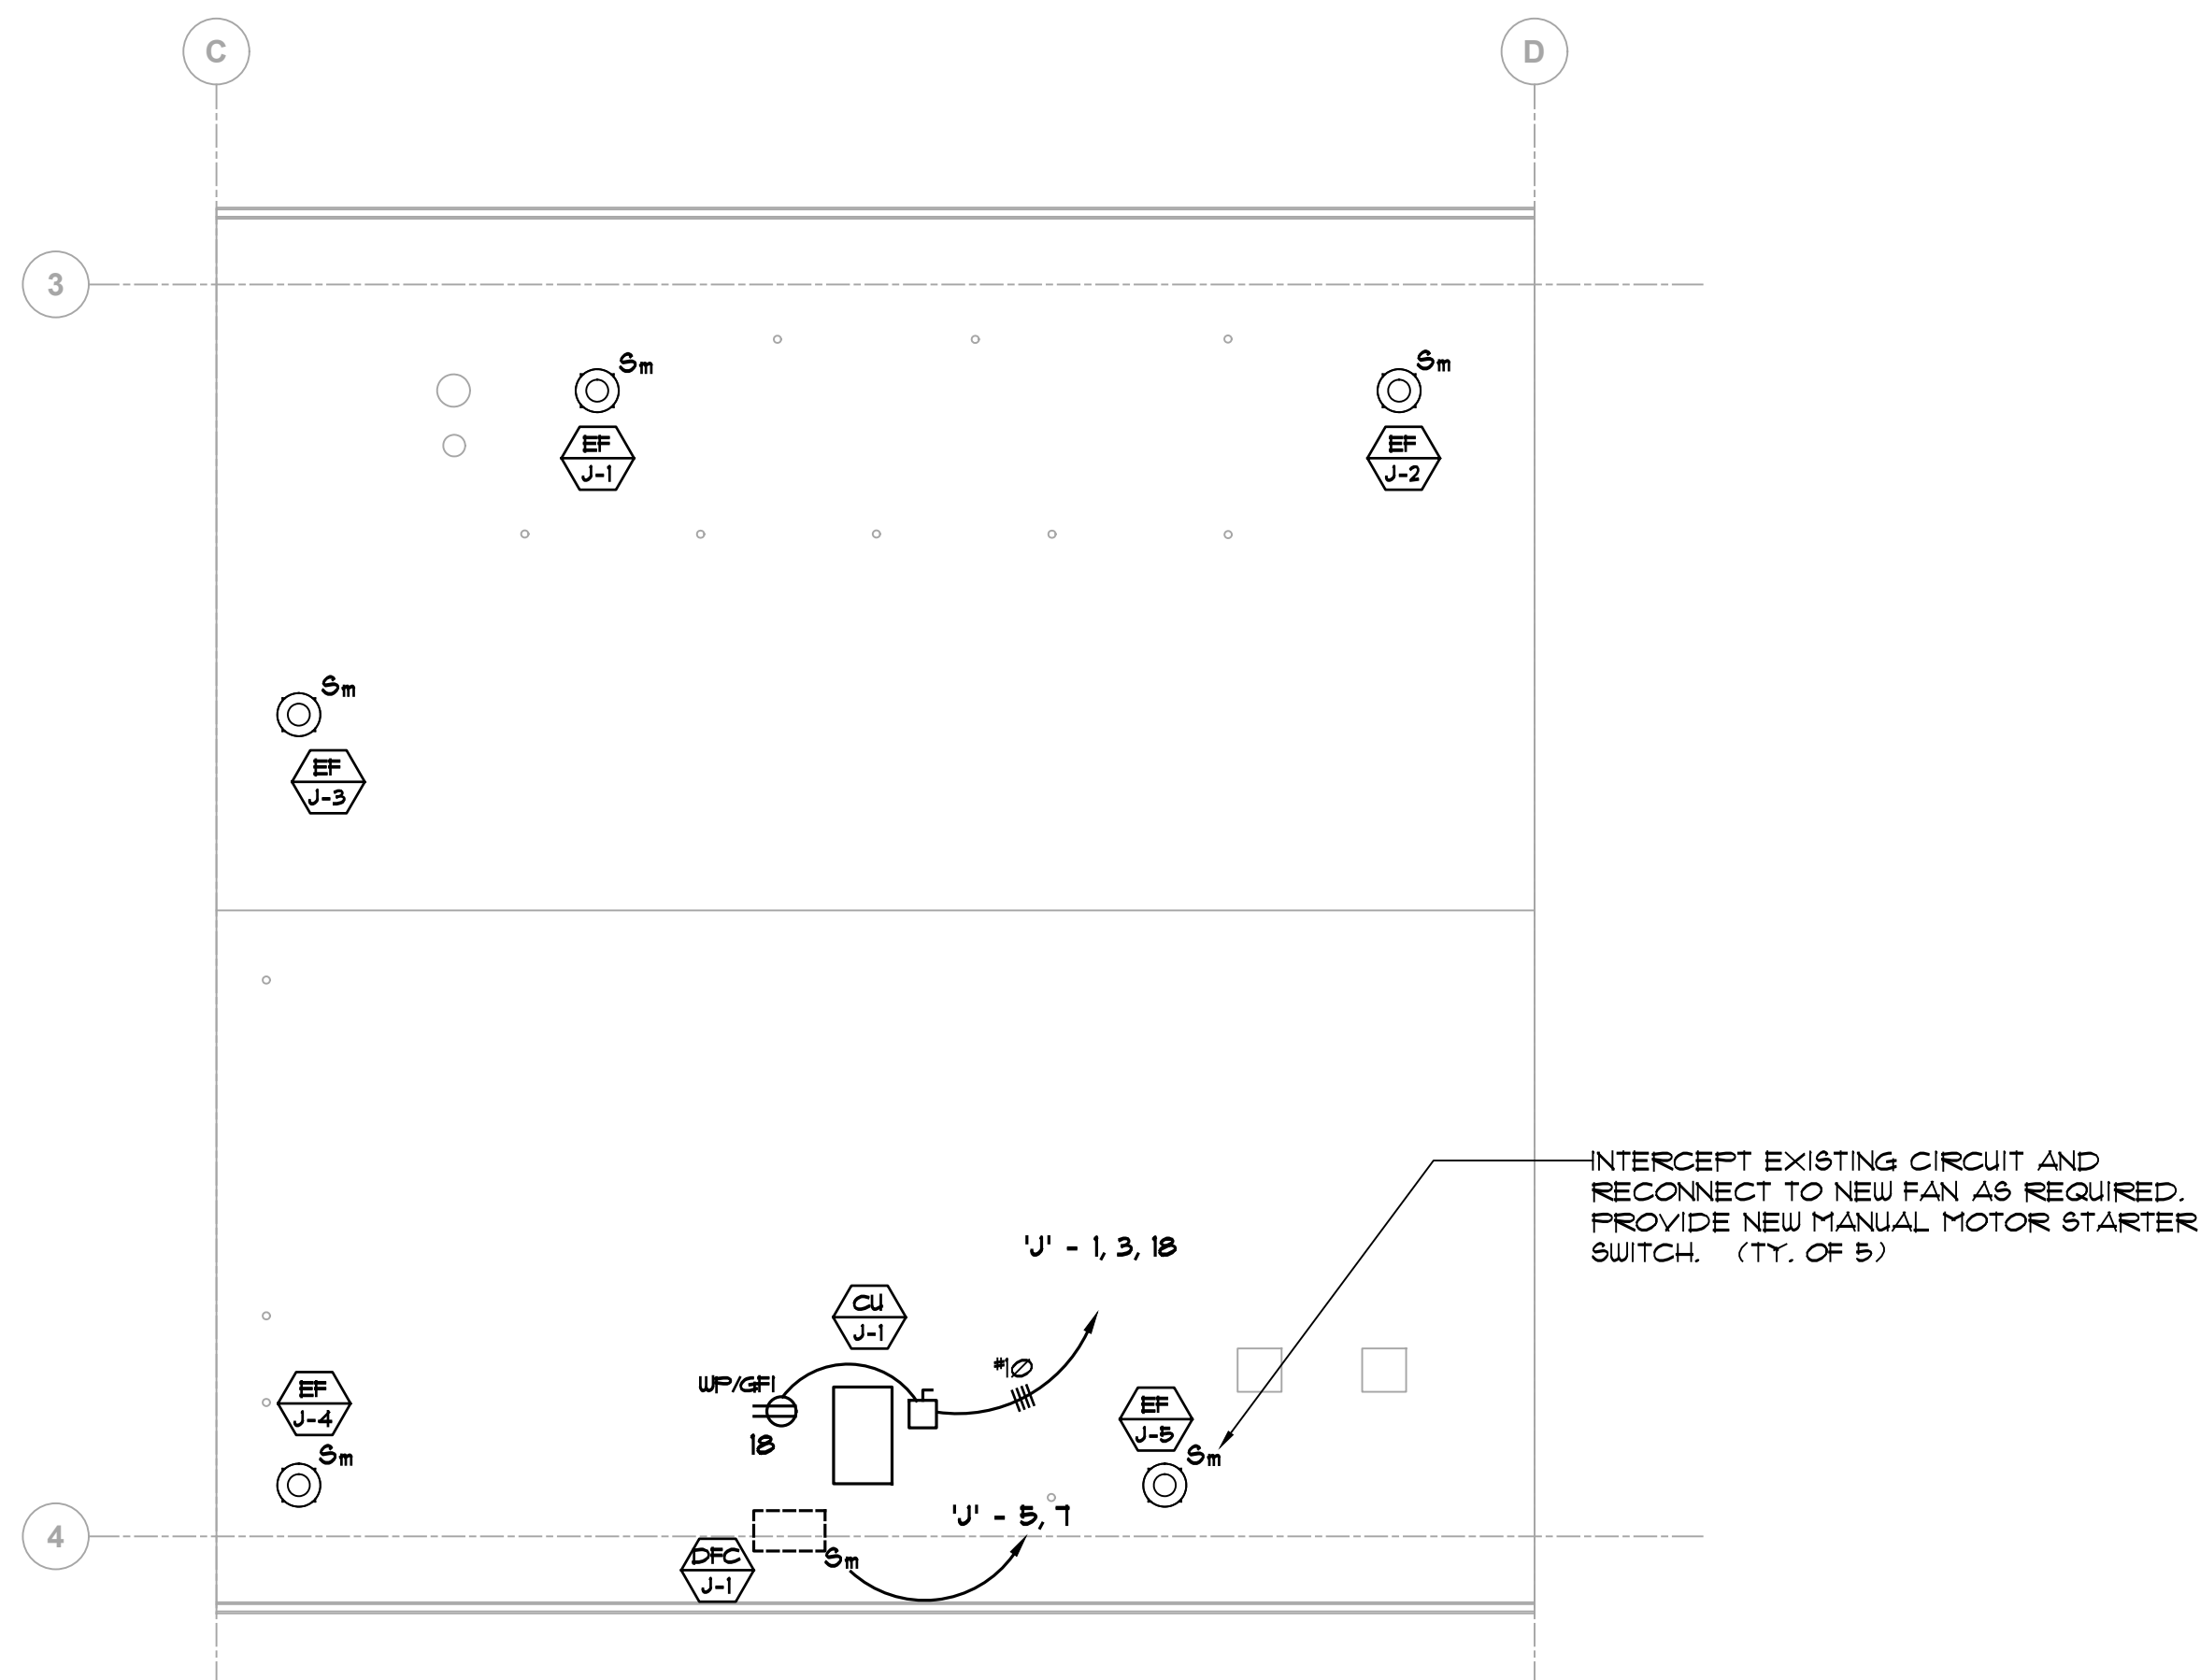 C
D
3
Sm
Sm
EF
J-1
EF
J-2
Sm
EF
J-3
INTERCEPT EXISTING CIRCUIT AND
RECONNECT TO NEW FAN AS REQUIRED.
PROVIDE NEW MANUAL MOTOR STARTER
SWITCH. (TY. OF 5)
'J' - 1, 3, 18
CU
J-1
#10
WP/GFI
18
EF
J-4
Sm
EF
J-5
Sm
'J' - 5, 7
4
DFC
J-1
Sm